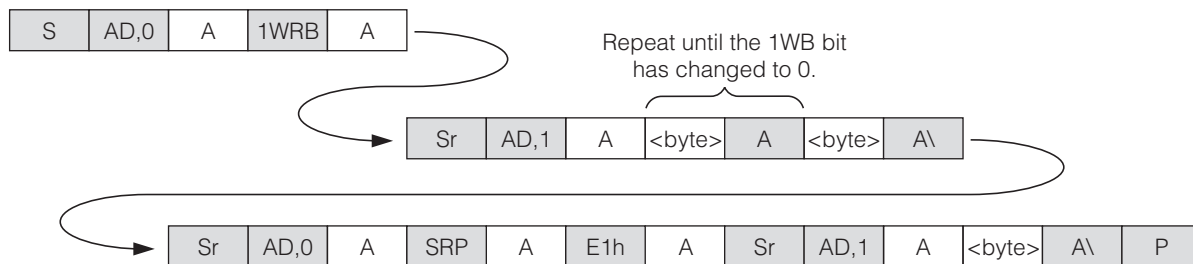 S AD,0 A 1WRB A
Repeat until the 1WB bit
has changed to 0.
Sr AD,1 A <byte> A <byte> A\
Sr AD,0 A SRP A E1h A Sr AD,1 A <byte> A\ P